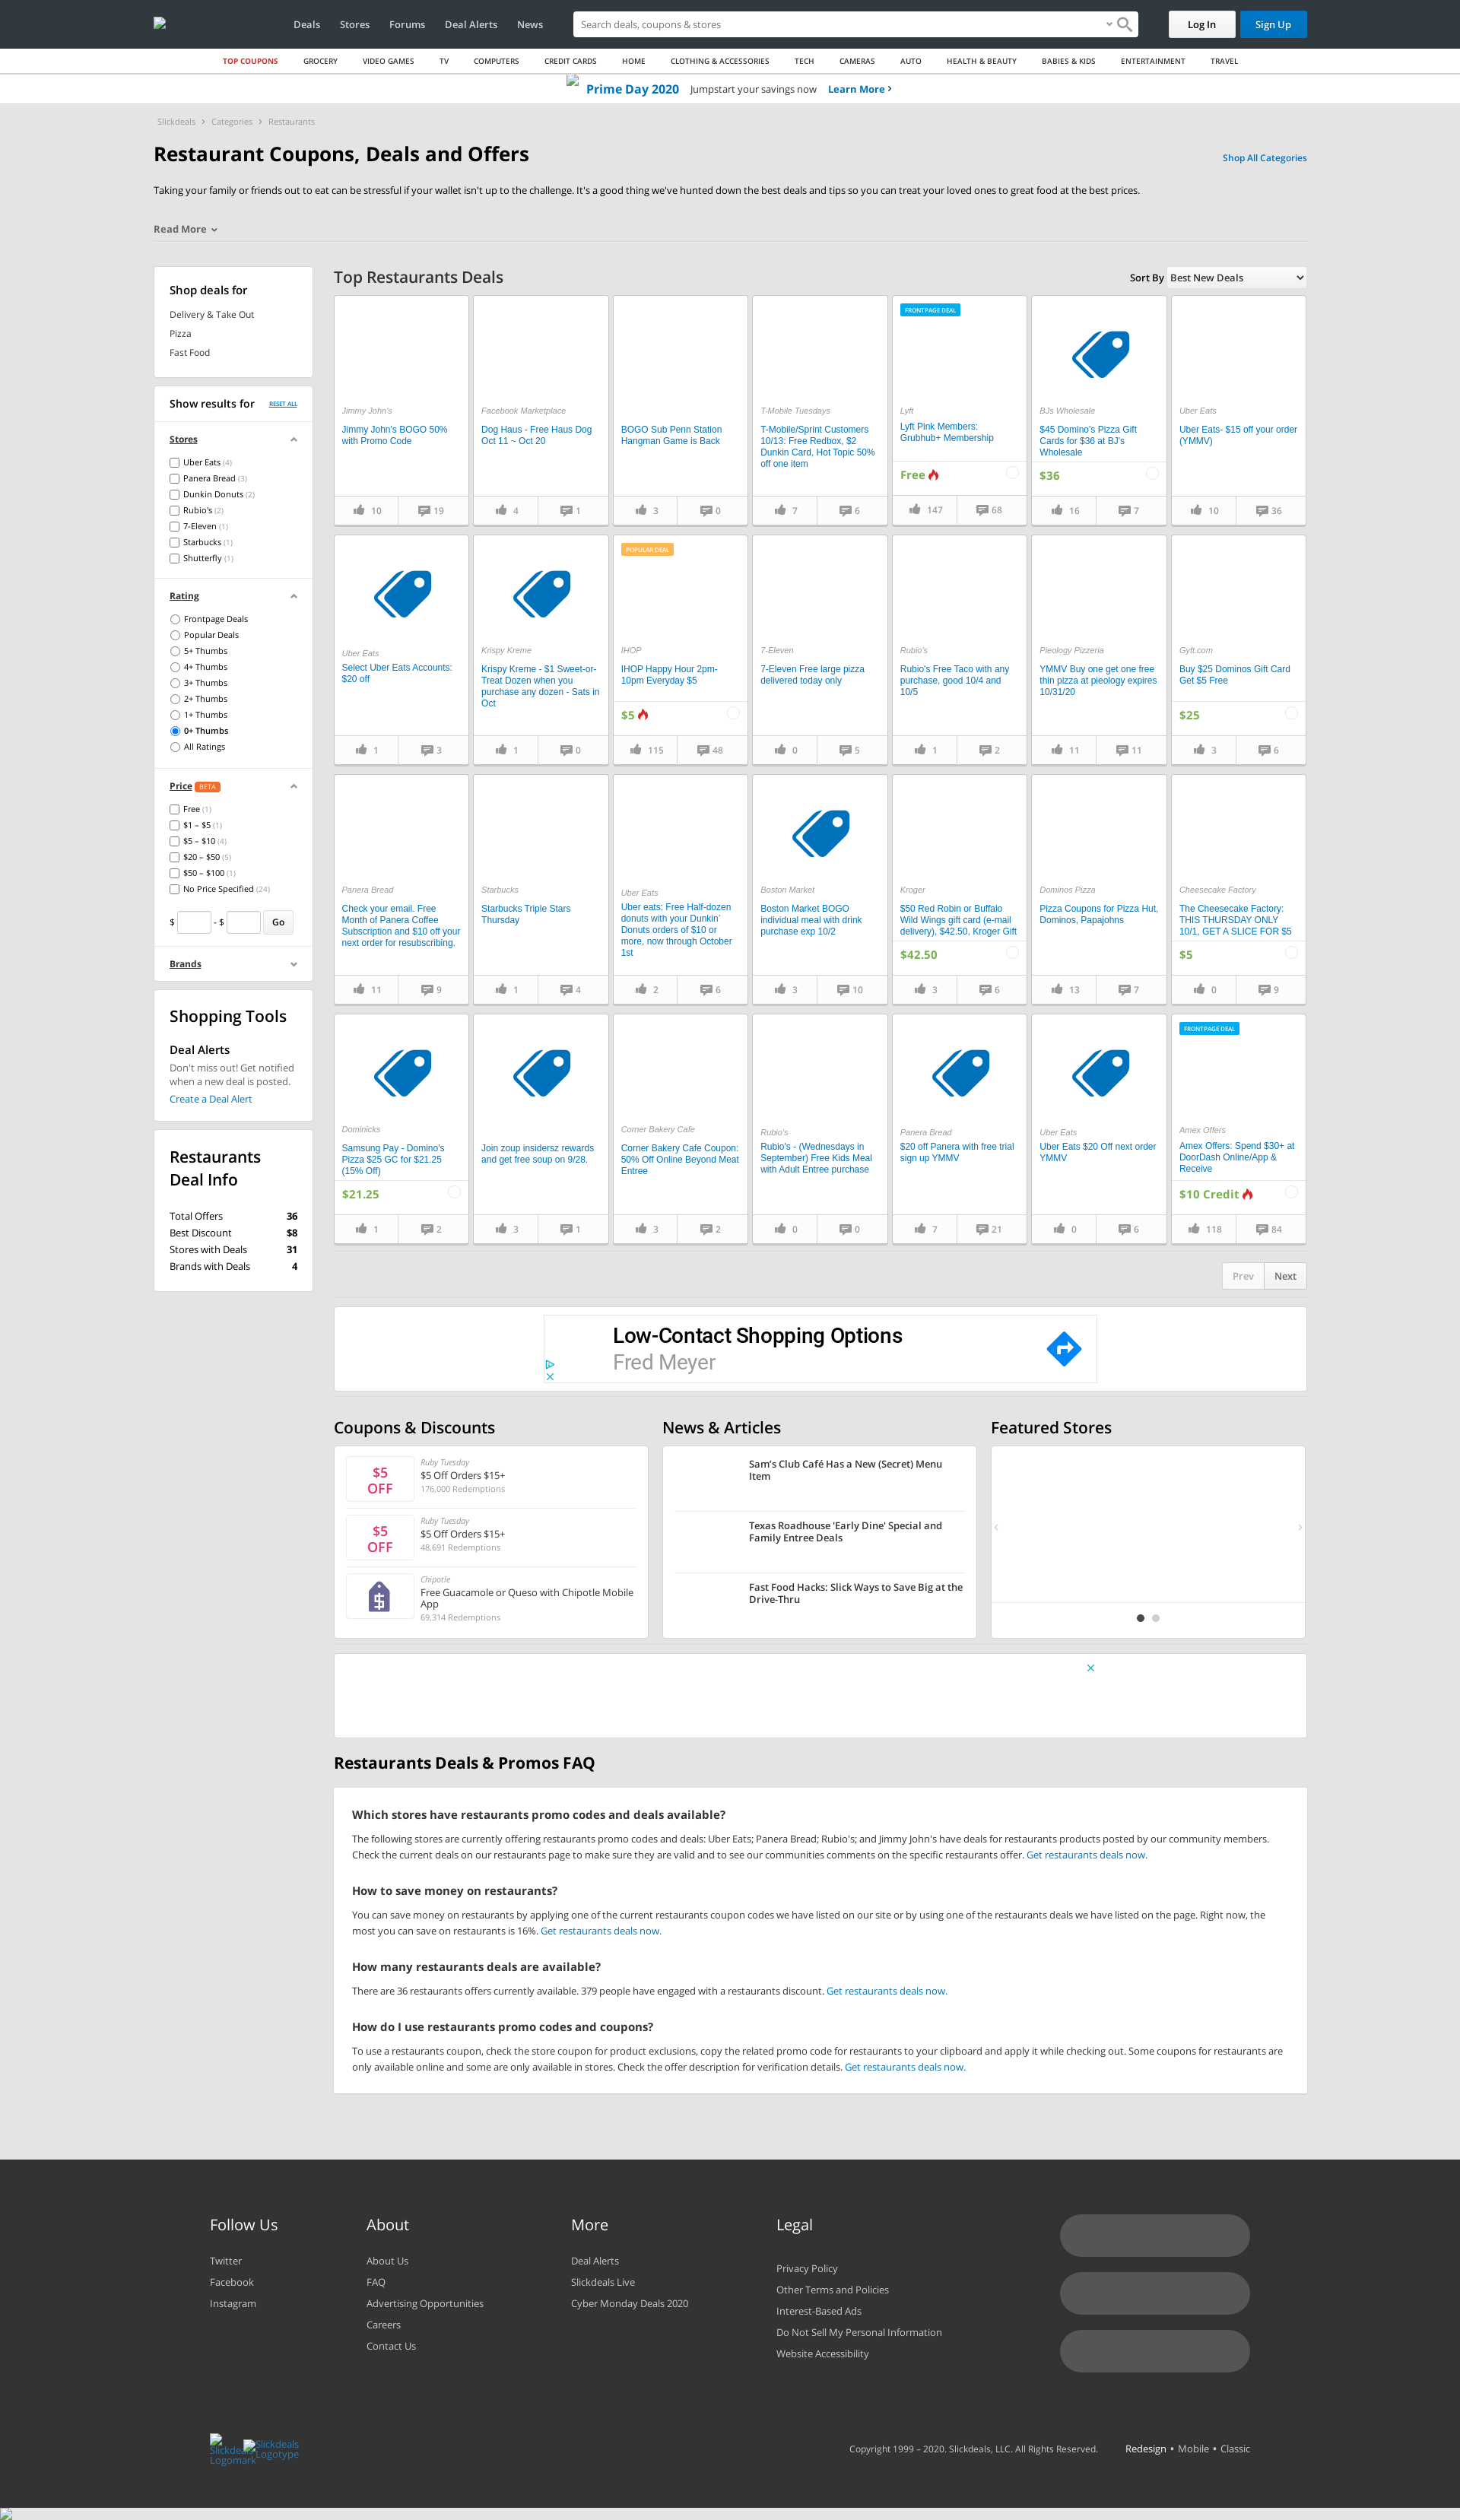 Deals Stores Forums Deal Alerts News Search deals, coupons & stores Log In Sign Up
TOP COUPONS GROCERY VIDEO GAMES TV COMPUTERS CREDIT CARDS HOME CLOTHING & ACCESSORIES TECH CAMERAS AUTO HEALTH & BEAUTY BABIES & KIDS ENTERTAINMENT TRAVEL
Prime Day 2020 Jumpstart your savings now Learn More
Slickdeals Categories Restaurants
Restaurant Coupons, Deals and Offers
Shop All Categories
Taking your family or friends out to eat can be stressful if your wallet isn't up to the challenge. It's a good thing we've hunted down the best deals and tips so you can treat your loved ones to great food at the best prices.
Read More
Shop deals for
Delivery & Take Out
Pizza
Fast Food
Show results for RESET ALL
Stores
Uber Eats (4)
Panera Bread (3)
Dunkin Donuts (2)
Rubio's (2)
7-Eleven (1)
Starbucks (1)
Shutterfly (1)
Rating
Frontpage Deals
Popular Deals
5+ Thumbs
4+ Thumbs
3+ Thumbs
2+ Thumbs
1+ Thumbs
0+ Thumbs
All Ratings
Price BETA
Free (1)
$1 – $5 (1)
$5 – $10 (4)
$20 – $50 (5)
$50 – $100 (1)
No Price Specified (24)
$ - $ Go
Brands
Shopping Tools
Deal Alerts
Don't miss out! Get notified
when a new deal is posted.
Create a Deal Alert
Restaurants
Deal Info
Total Offers 36
Best Discount $8
Stores with Deals 31
Brands with Deals 4
Top Restaurants Deals
Sort By Best New Deals
Jimmy John's
Jimmy John's BOGO 50%
with Promo Code
10 19
Facebook Marketplace
Dog Haus - Free Haus Dog
Oct 11 ~ Oct 20
4 1
BOGO Sub Penn Station
Hangman Game is Back
3 0
T-Mobile Tuesdays
T-Mobile/Sprint Customers
10/13: Free Redbox, $2
Dunkin Card, Hot Topic 50%
off one item
7 6
FRONTPAGE DEAL
Lyft
Lyft Pink Members:
Grubhub+ Membership
Free
147 68
BJs Wholesale
$45 Domino's Pizza Gift
Cards for $36 at BJ's
Wholesale
$36
16 7
Uber Eats
Uber Eats- $15 off your order
(YMMV)
10 36
Uber Eats
Select Uber Eats Accounts:
$20 off
1 3
Krispy Kreme
Krispy Kreme - $1 Sweet-or-
Treat Dozen when you
purchase any dozen - Sats in
Oct
1 0
POPULAR DEAL
IHOP
IHOP Happy Hour 2pm-
10pm Everyday $5
$5
115 48
7-Eleven
7-Eleven Free large pizza
delivered today only
0 5
Rubio's
Rubio's Free Taco with any
purchase, good 10/4 and
10/5
1 2
Pieology Pizzeria
YMMV Buy one get one free
thin pizza at pieology expires
10/31/20
11 11
Gyft.com
Buy $25 Dominos Gift Card
Get $5 Free
$25
3 6
Panera Bread
Check your email. Free
Month of Panera Coffee
Subscription and $10 off your
next order for resubscribing.
11 9
Starbucks
Starbucks Triple Stars
Thursday
1 4
Uber Eats
Uber eats: Free Half-dozen
donuts with your Dunkin'
Donuts orders of $10 or
more, now through October
1st
2 6
Boston Market
Boston Market BOGO
individual meal with drink
purchase exp 10/2
3 10
Kroger
$50 Red Robin or Buffalo
Wild Wings gift card (e-mail
delivery), $42.50, Kroger Gift
$42.50
3 6
Dominos Pizza
Pizza Coupons for Pizza Hut,
Dominos, Papajohns
13 7
Cheesecake Factory
The Cheesecake Factory:
THIS THURSDAY ONLY
10/1, GET A SLICE FOR $5
$5
0 9
Dominicks
Samsung Pay - Domino's
Pizza $25 GC for $21.25
(15% Off)
$21.25
1 2
Join zoup insidersz rewards
and get free soup on 9/28.
3 1
Corner Bakery Cafe
Corner Bakery Cafe Coupon:
50% Off Online Beyond Meat
Entree
3 2
Rubio's
Rubio's - (Wednesdays in
September) Free Kids Meal
with Adult Entree purchase
0 0
Panera Bread
$20 off Panera with free trial
sign up YMMV
7 21
Uber Eats
Uber Eats $20 Off next order
YMMV
0 6
FRONTPAGE DEAL
Amex Offers
Amex Offers: Spend $30+ at
DoorDash Online/App &
Receive
$10 Credit
118 84
Prev Next
Low-Contact Shopping Options
Fred Meyer
Coupons & Discounts
$5
OFF
Ruby Tuesday
$5 Off Orders $15+
176,000 Redemptions
$5
OFF
Ruby Tuesday
$5 Off Orders $15+
48,691 Redemptions
Chipotle
Free Guacamole or Queso with Chipotle Mobile
App
69,314 Redemptions
News & Articles
Sam's Club Café Has a New (Secret) Menu
Item
Texas Roadhouse 'Early Dine' Special and
Family Entree Deals
Fast Food Hacks: Slick Ways to Save Big at the
Drive-Thru
Featured Stores
Restaurants Deals & Promos FAQ
Which stores have restaurants promo codes and deals available?
The following stores are currently offering restaurants promo codes and deals: Uber Eats; Panera Bread; Rubio's; and Jimmy John's have deals for restaurants products posted by our community members.
Check the current deals on our restaurants page to make sure they are valid and to see our communities comments on the specific restaurants offer. Get restaurants deals now.
How to save money on restaurants?
You can save money on restaurants by applying one of the current restaurants coupon codes we have listed on our site or by using one of the restaurants deals we have listed on the page. Right now, the
most you can save on restaurants is 16%. Get restaurants deals now.
How many restaurants deals are available?
There are 36 restaurants offers currently available. 379 people have engaged with a restaurants discount. Get restaurants deals now.
How do I use restaurants promo codes and coupons?
To use a restaurants coupon, check the store coupon for product exclusions, copy the related promo code for restaurants to your clipboard and apply it while checking out. Some coupons for restaurants are
only available online and some are only available in stores. Check the offer description for verification details. Get restaurants deals now.
Follow Us
Twitter
Facebook
Instagram
About
About Us
FAQ
Advertising Opportunities
Careers
Contact Us
More
Deal Alerts
Slickdeals Live
Cyber Monday Deals 2020
Legal
Privacy Policy
Other Terms and Policies
Interest-Based Ads
Do Not Sell My Personal Information
Website Accessibility
Slickdeals
Logomark
Slickdeals
Logotype
Copyright 1999 – 2020. Slickdeals, LLC. All Rights Reserved. Redesign • Mobile • Classic